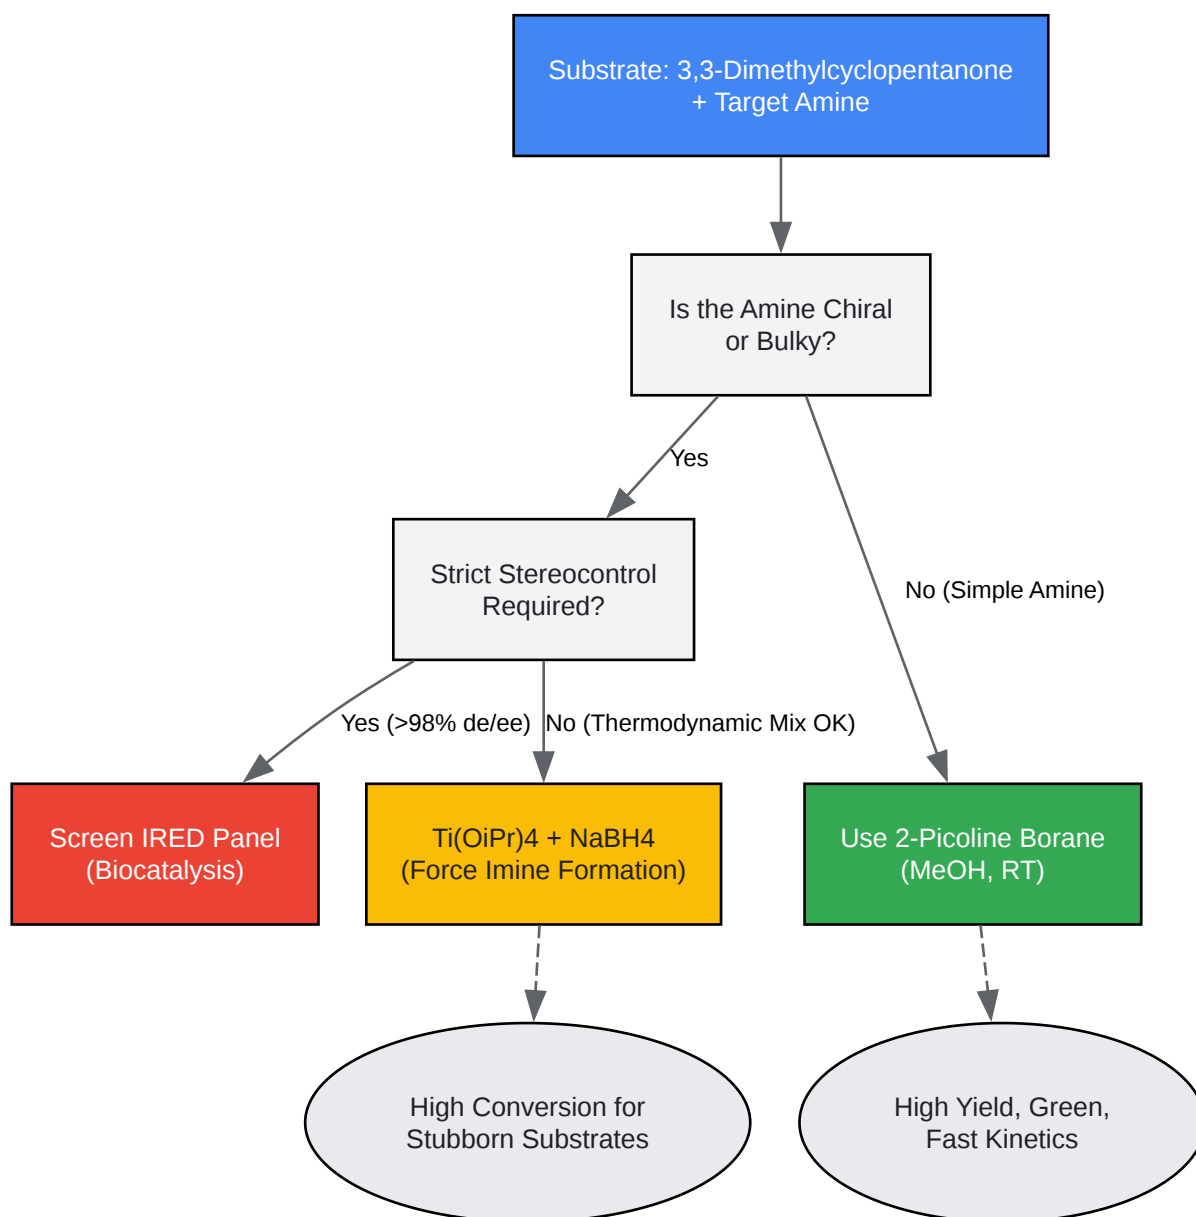 Substrate: 3,3-Dimethylcyclopentanone
+ Target Amine
Is the Amine Chiral
or Bulky?
Yes
Strict Stereocontrol
Required?
No (Simple Amine)
Yes (>98% de/ee)
No (Thermodynamic Mix OK)
Screen IRED Panel
(Biocatalysis)
Ti(OiPr)4 + NaBH4
(Force Imine Formation)
Use 2-Picoline Borane
(MeOH, RT)
High Conversion for
Stubborn Substrates
High Yield, Green,
Fast Kinetics